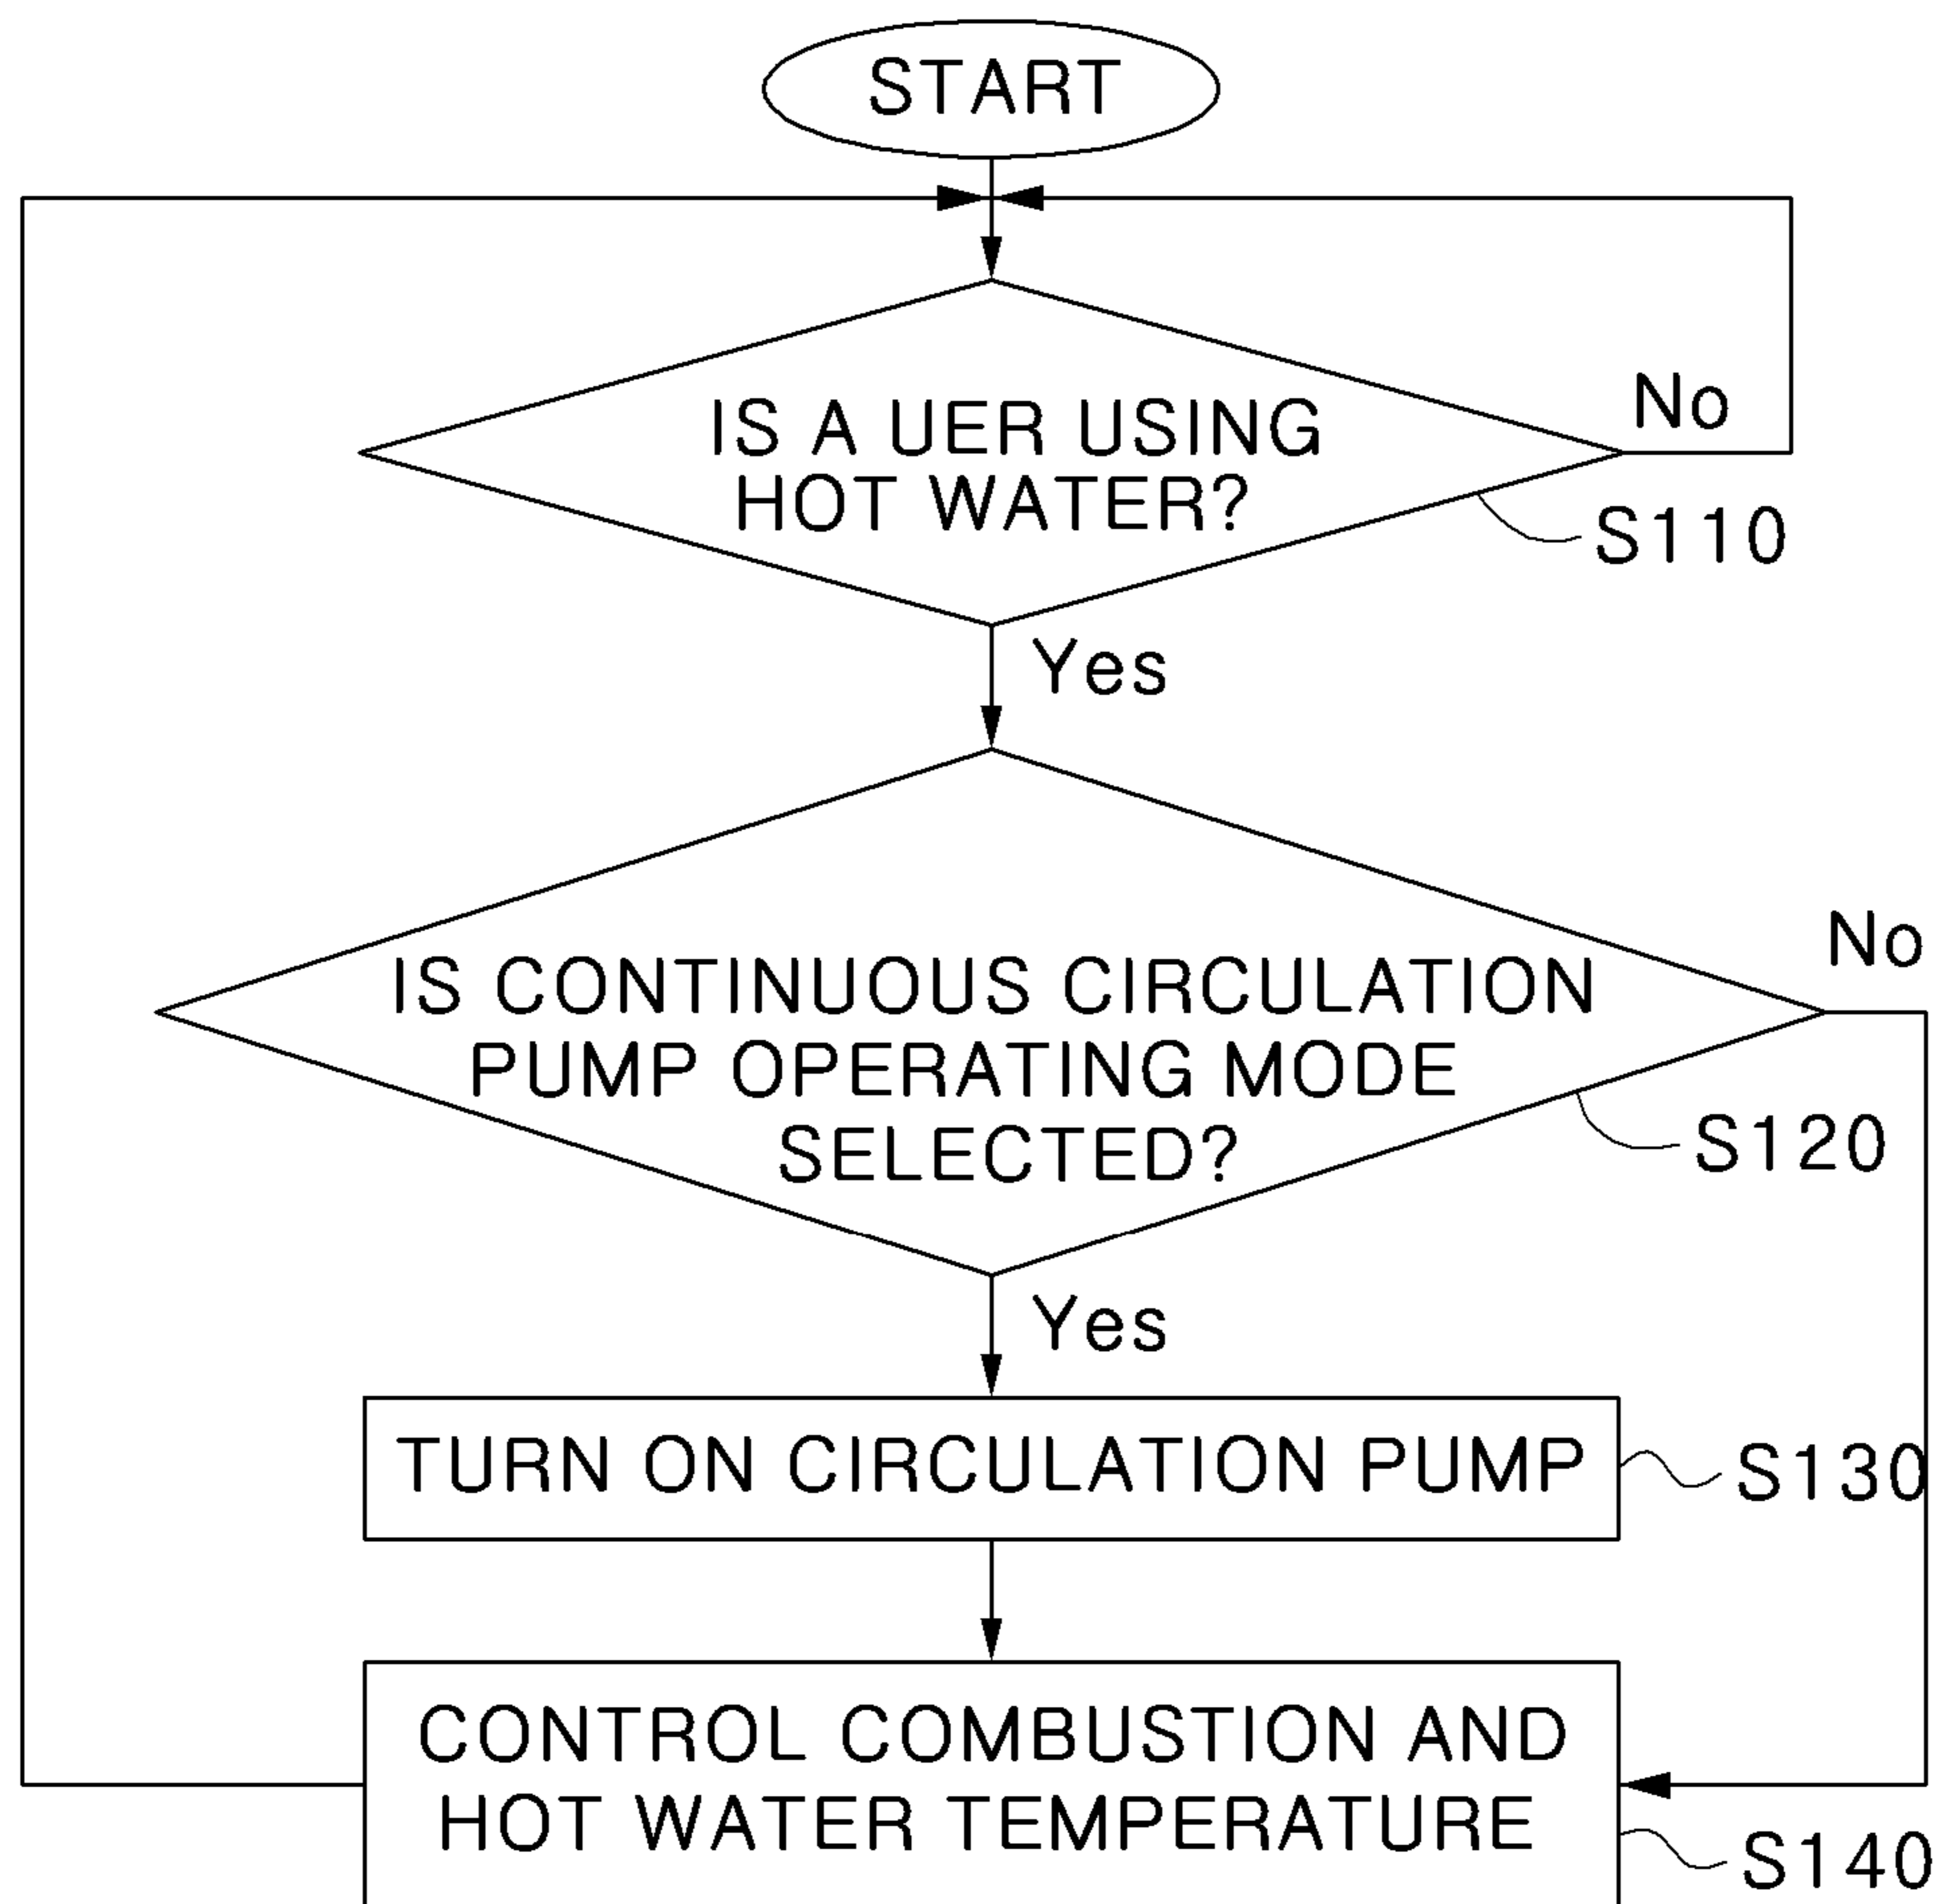 START
No
IS A UER USING
HOT WATER?
S110
Yes
No
IS CONTINUOUS CIRCULATION
PUMP OPERATING MODE
SELECTED?
S120
Yes
TURN ON CIRCULATION PUMP
S130
CONTROL COMBUSTION AND
HOT WATER TEMPERATURE
S140